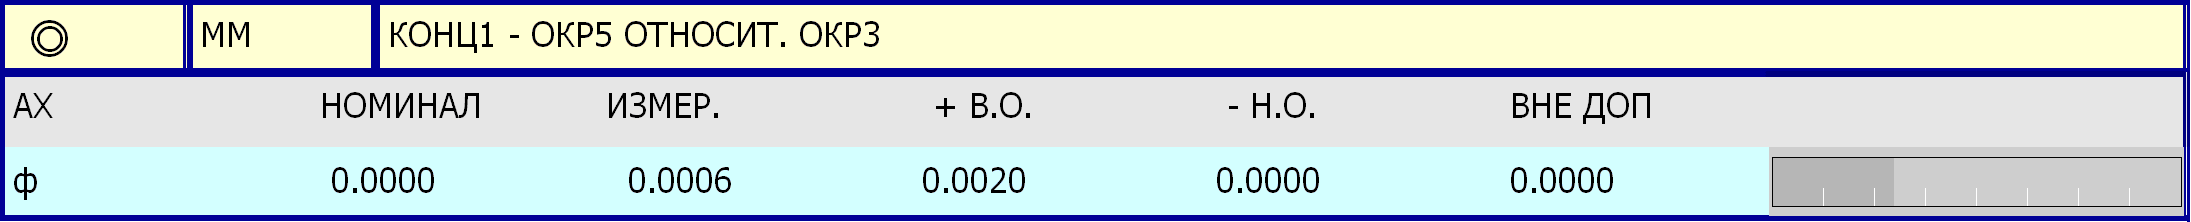 ММ КОНЦ1 - ОКР5 ОТНОСИТ. ОКР3
АХ НОМИНАЛ ИЗМЕР. + В.О. - Н.О. ВНЕ ДОП
ф 0.0000 0.0006 0.0020 0.0000 0.0000